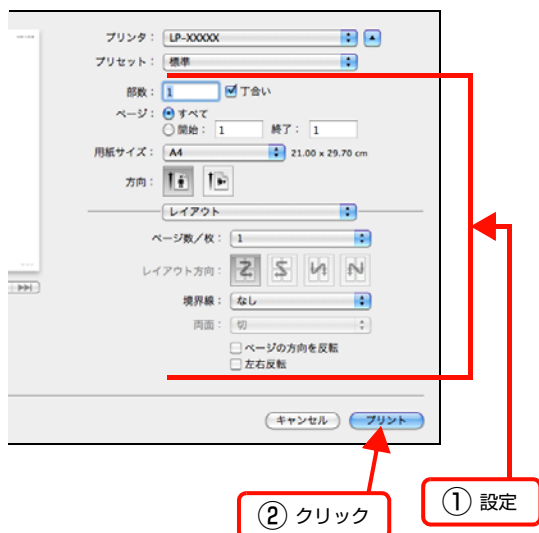 プリンタ： LP-XXXXX
プリセット： 標準
部数： 1 丁合い
ページ： すべて
開始： 1 終了： 1
用紙サイズ： A4 21.00 x 29.70 cm
方向：
レイアウト
ページ数／枚： 1
レイアウト方向：
境界線： なし
両面： 切
ページの方向を反転
左右反転
キャンセル プリント
② クリック
① 設定